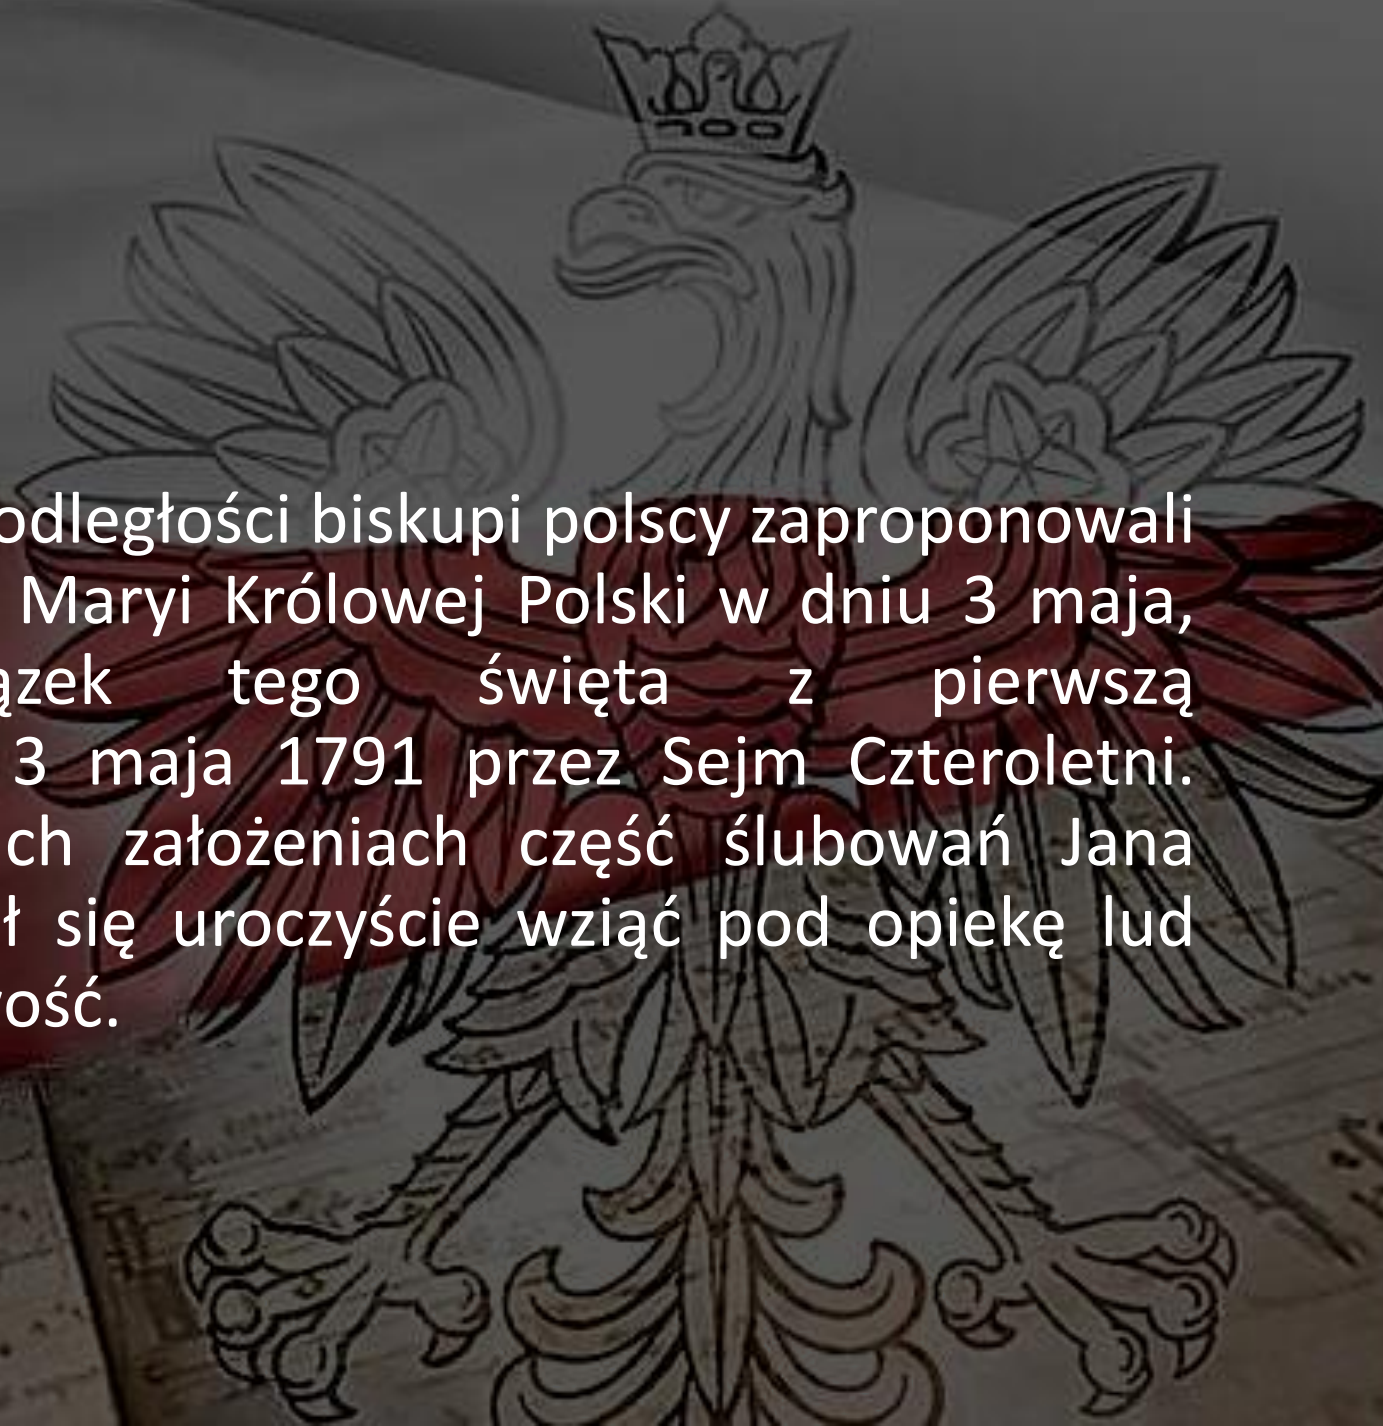 odległości biskupi polscy zaproponowali
Maryi Królowej Polski w dniu 3 maja,
ązek tego święta z pierwszą
3 maja 1791 przez Sejm Czteroletni.
ch założeniach część ślubowań Jana
ł się uroczyście wziąć pod opiekę lud
ość.